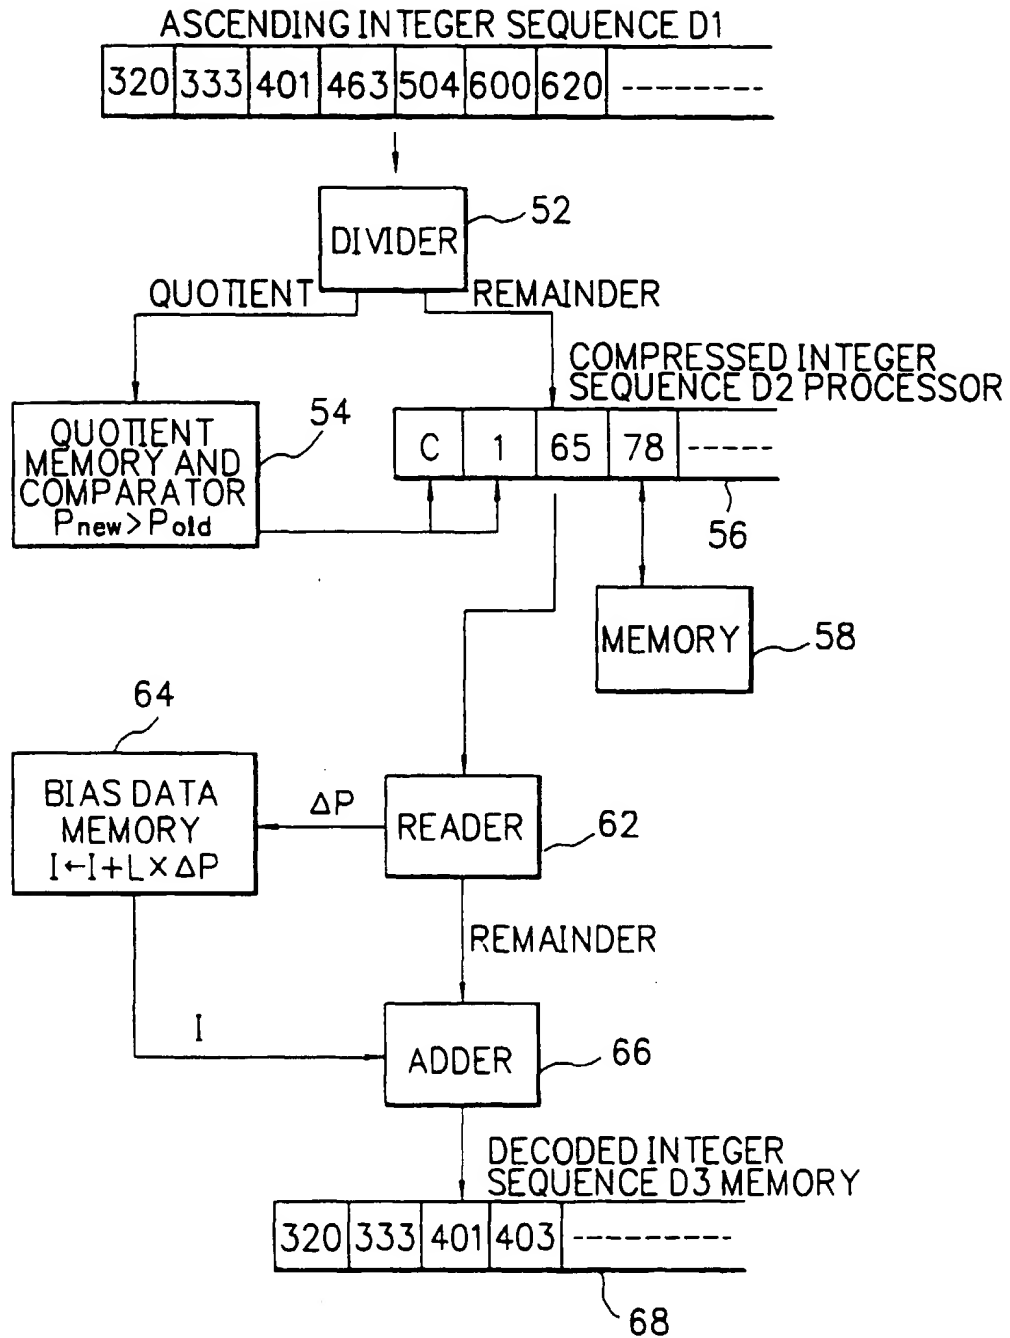 ASCENDING INTEGER SEQUENCE D1
320 333 401 463 504 600 620
DIVIDER
52
QUOTIENT
REMAINDER
COMPRESSED INTEGER
SEQUENCE D2 PROCESSOR
QUOTIENT
MEMORY AND
COMPARATOR
Pnew > Pold
54
C 1 65 78
56
MEMORY
58
64
BIAS DATA
MEMORY
I←I+L×ΔP
ΔP
READER
62
REMAINDER
I
ADDER
66
DECODED INTEGER
SEQUENCE D3 MEMORY
320 333 401 403
68